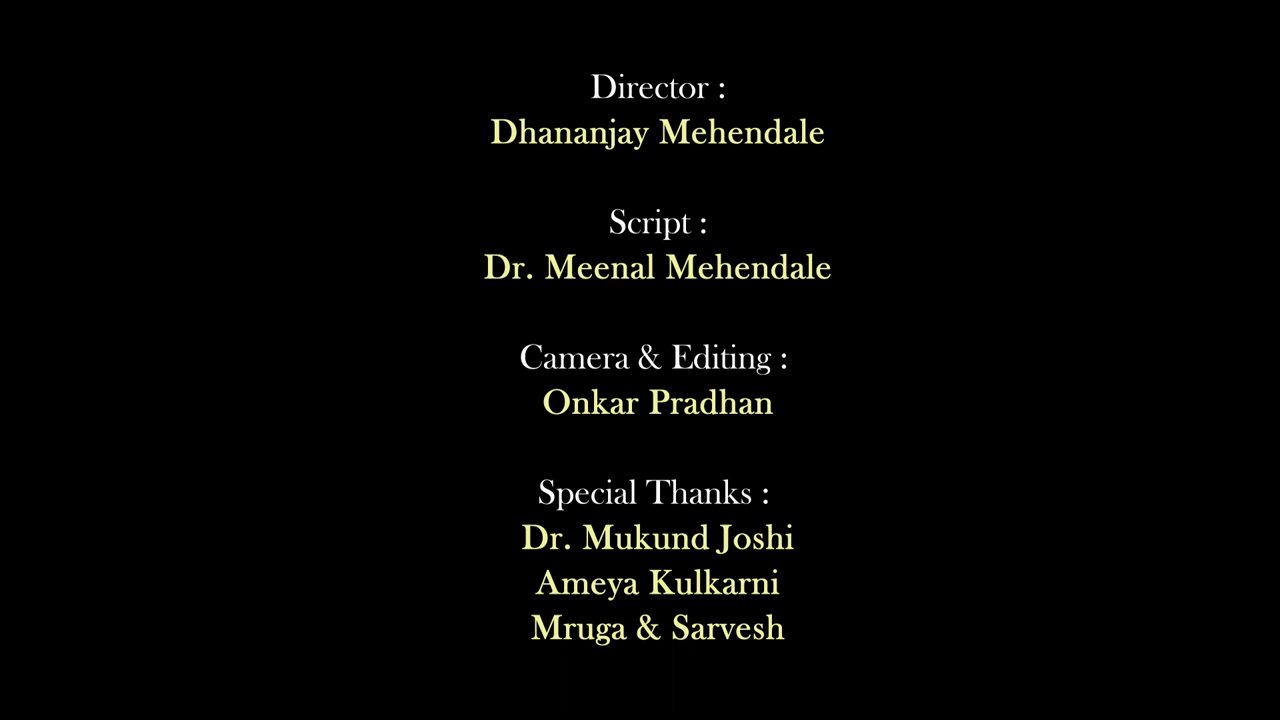 Director :
Dhananjay Mehendale
Script :
Dr. Meenal Mehendale
Camera & Editing :
Onkar Pradhan
Special Thanks :
Dr. Mukund Joshi
Ameya Kulkarni
Mruga & Sarvesh